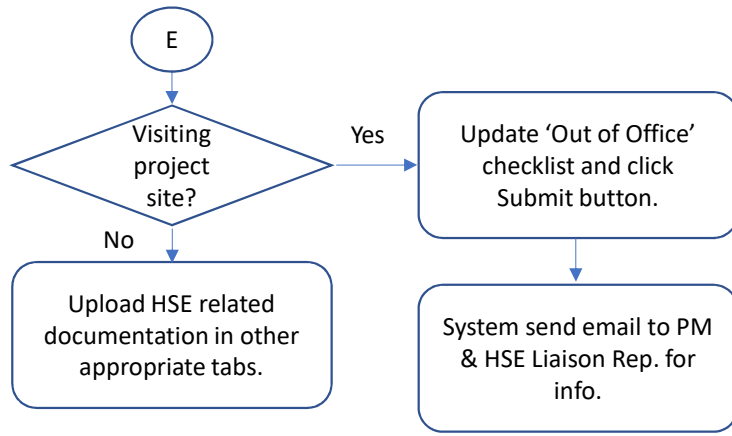 E
Visiting
project
site?
Yes
Update ‘Out of Office’
checklist and click
Submit button.
No
Upload HSE related
documentation in other
appropriate tabs.
System send email to PM
& HSE Liaison Rep. for
info.